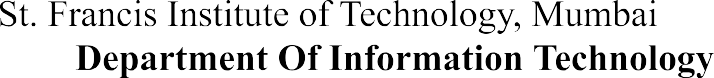 St. Francis Institute of Technology, Mumbai
Department Of Information Technology